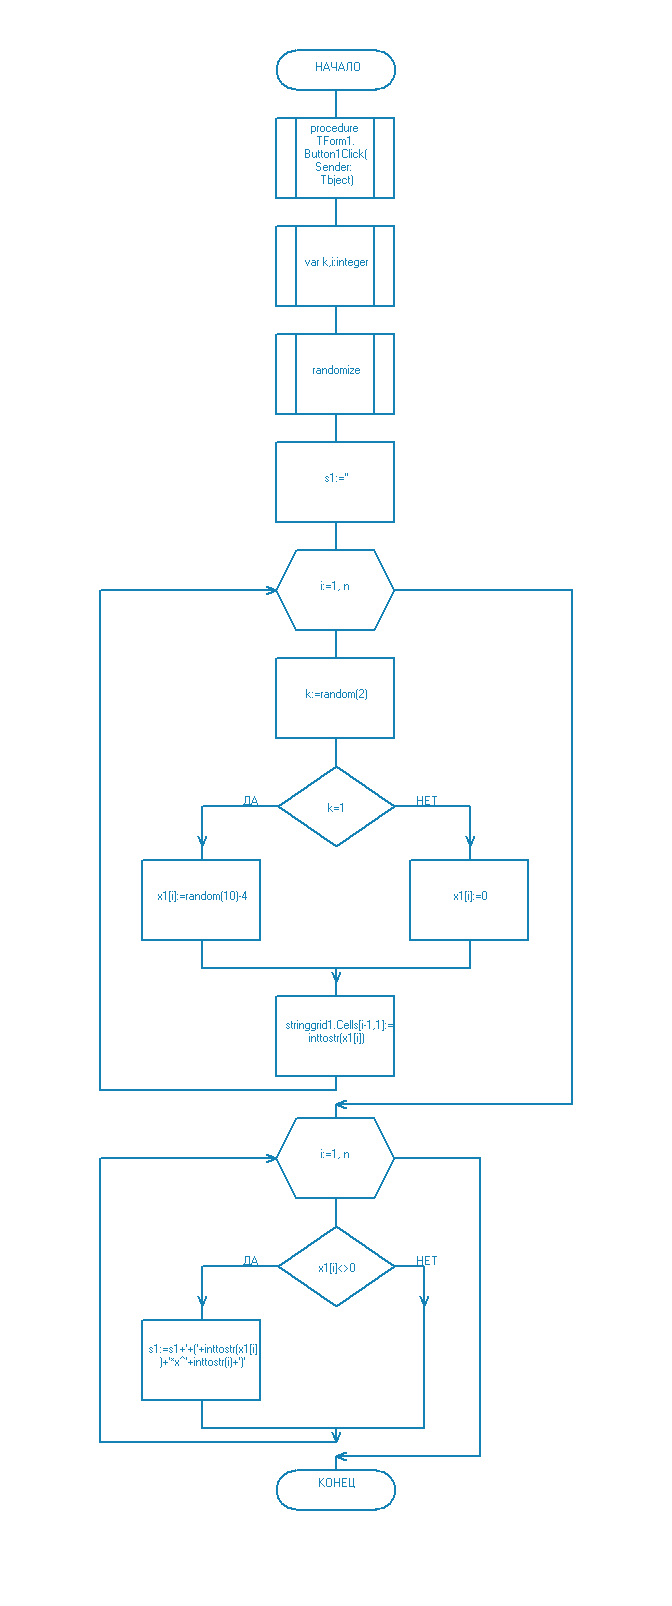 НАЧАЛО
procedure
TForm1.
Button1Click(
Sender:
Tbject)
var k,i:integer
randomize
s1:=''
i:=1, n
k:=random(2)
ДА
k=1
НЕТ
x1[i]:=random(10)-4
x1[i]:=0
stringgrid1.Cells[i-1,1]:=
inttostr(x1[i])
i:=1, n
ДА
x1[i]<>0
НЕТ
s1:=s1+'+('+inttostr(x1[i]
)+'*x^'+inttostr(i)+')'
КОНЕЦ